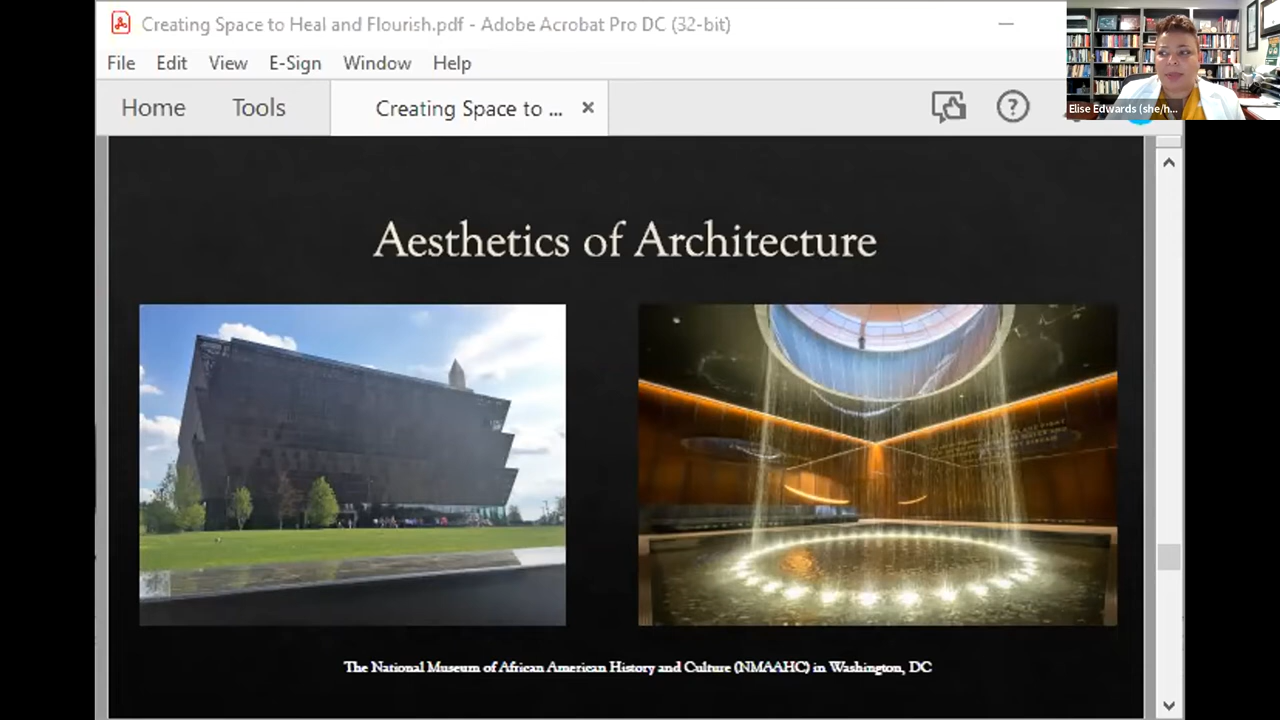 Creating Space to Heal and Flourish.pdf - Adobe Acrobat Pro DC (32-bit)
File Edit View E-Sign Window Help
Home Tools Creating Space to ...
Elise Edwards (she/h...
Aesthetics of Architecture
The National Museum of African American History and Culture (NMAAHC) in Washington, DC